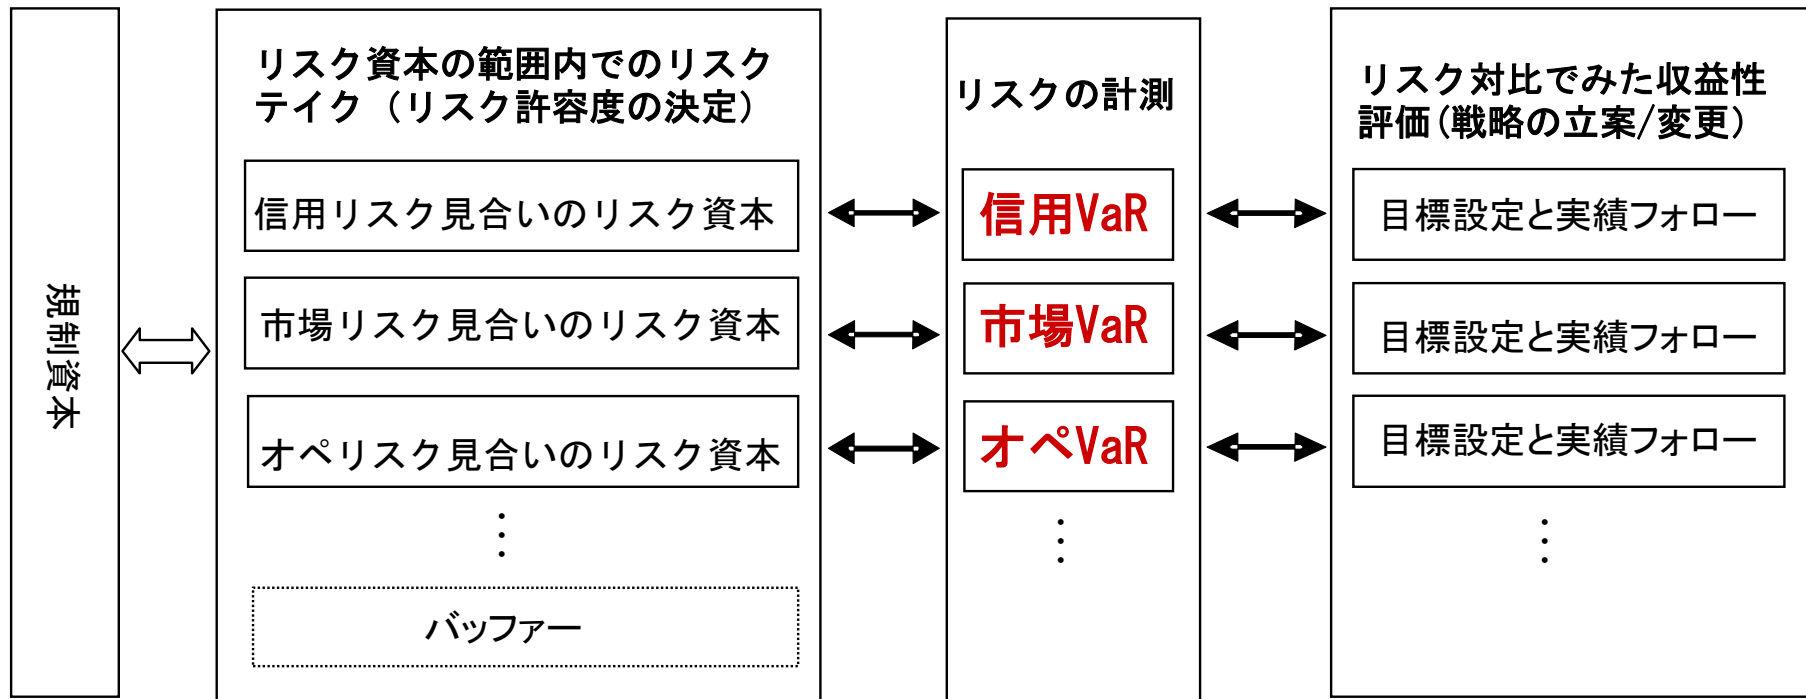 規制資本
リスク資本の範囲内でのリスク
テイク（リスク許容度の決定）
信用リスク見合いのリスク資本
市場リスク見合いのリスク資本
オペリスク見合いのリスク資本
⋮
バッファー
リスクの計測
信用VaR
市場VaR
オペVaR
⋮
リスク対比でみた収益性
評価(戦略の立案/変更)
目標設定と実績フォロー
目標設定と実績フォロー
目標設定と実績フォロー
⋮